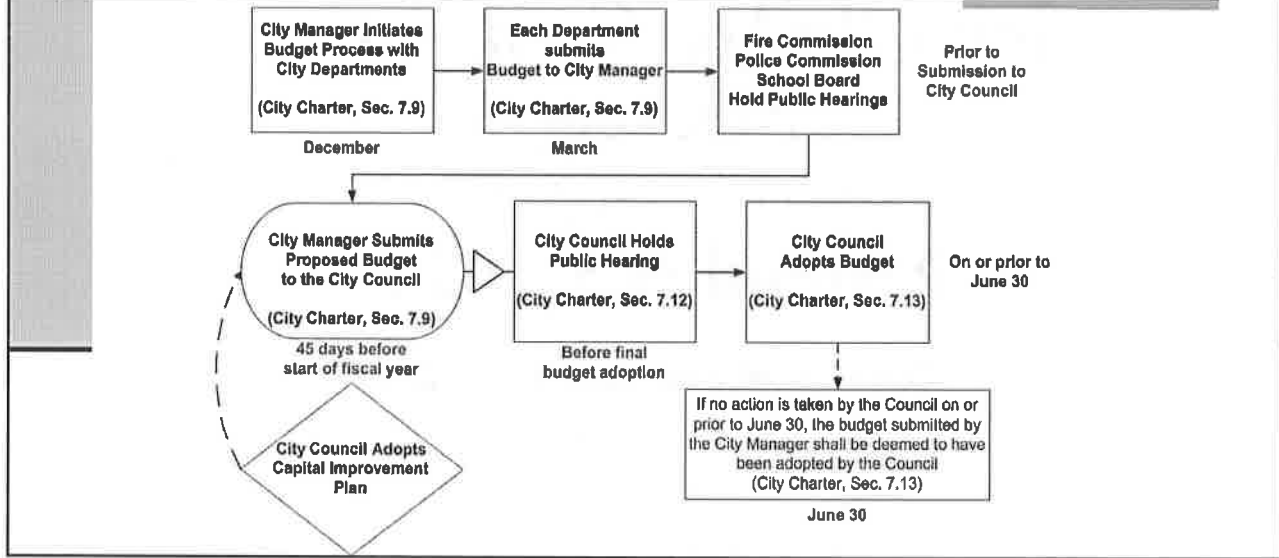 City Manager Initiates
Budget Process with
City Departments
(City Charter, Sec. 7.9)
December
Each Department
submits
Budget to City Manager
(City Charter, Sec. 7.9)
March
Fire Commission
Police Commission
School Board
Hold Public Hearings
Prior to
Submission to
City Council
City Manager Submits
Proposed Budget
to the City Council
(City Charter, Sec. 7.9)
45 days before
start of fiscal year
City Council Holds
Public Hearing
(City Charter, Sec. 7.12)
Before final
budget adoption
City Council
Adopts Budget
(City Charter, Sec. 7.13)
On or prior to
June 30
City Council Adopts
Capital Improvement
Plan
If no action is taken by the Council on or
prior to June 30, the budget submitted by
the City Manager shall be deemed to have
been adopted by the Council
(City Charter, Sec. 7.13)
June 30